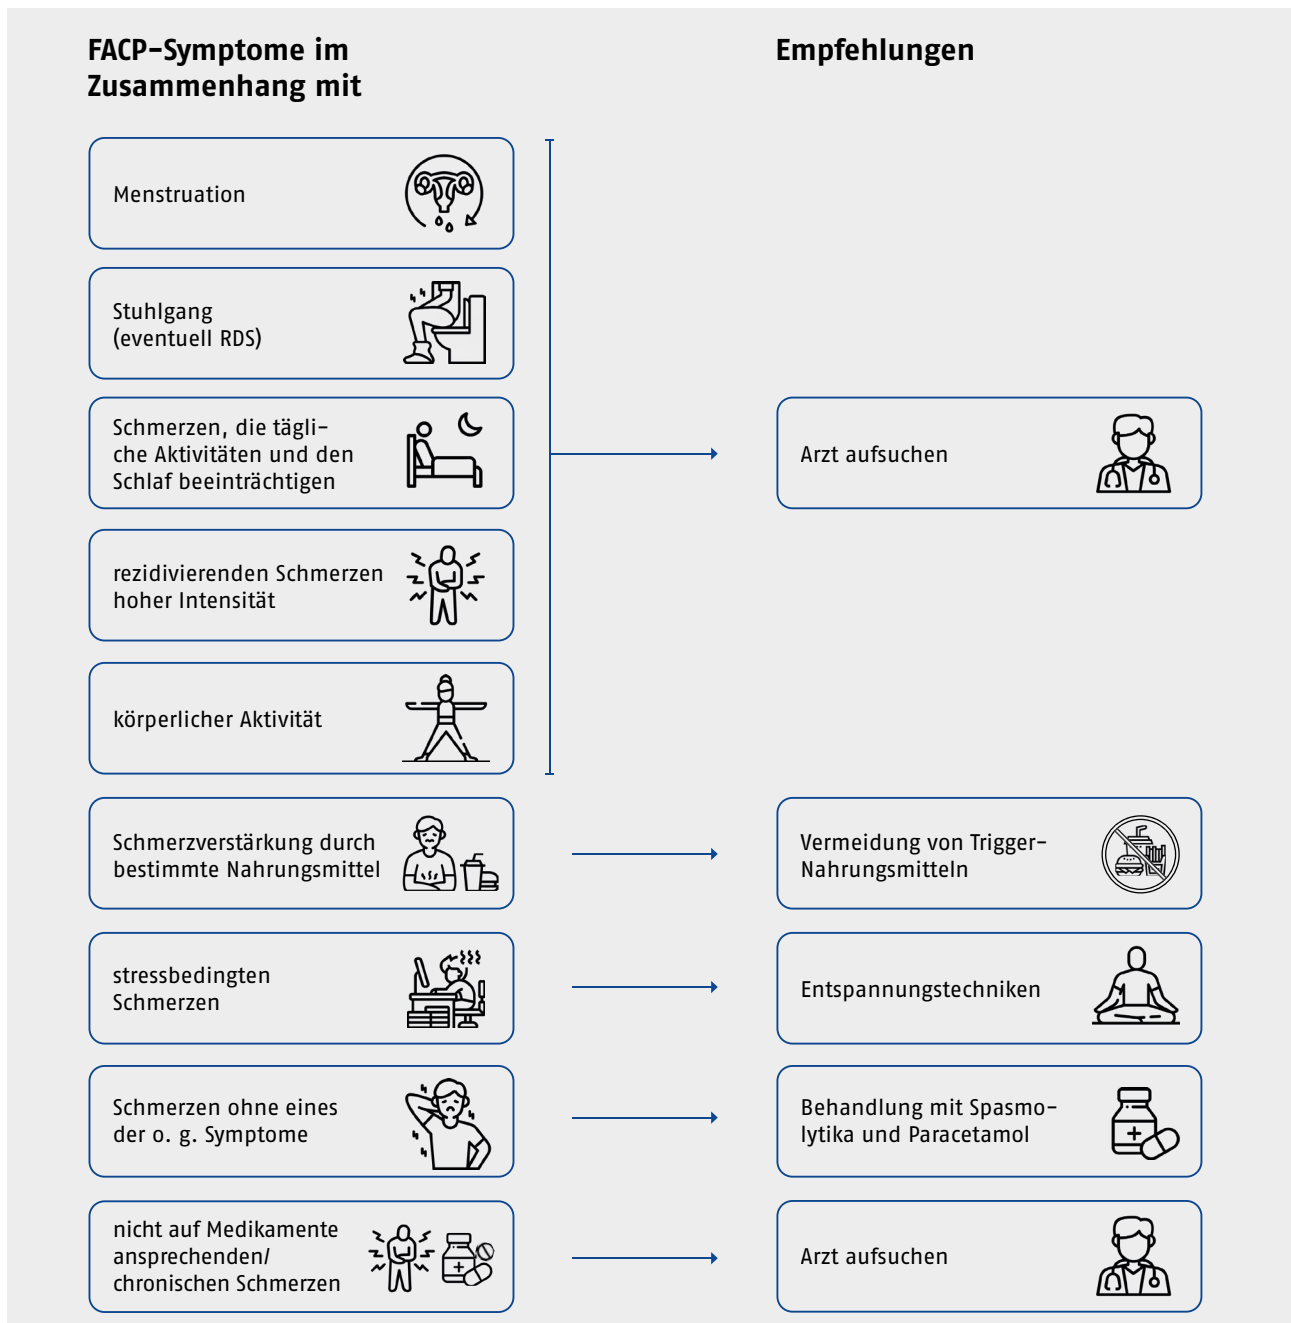 FACP-Symptome im
Zusammenhang mit
Empfehlungen
Menstruation
Stuhlgang
(eventuell RDS)
Schmerzen, die tägli-
che Aktivitäten und den
Schlaf beeinträchtigen
Arzt aufsuchen
rezidivierenden Schmerzen
hoher Intensität
körperlicher Aktivität
Schmerzverstärkung durch
bestimmte Nahrungsmittel
Vermeidung von Trigger-
Nahrungsmitteln
stressbedingten
Schmerzen
Entspannungstechniken
Schmerzen ohne eines
der o. g. Symptome
Behandlung mit Spasmo-
lytika und Paracetamol
nicht auf Medikamente
ansprechenden/
chronischen Schmerzen
Arzt aufsuchen